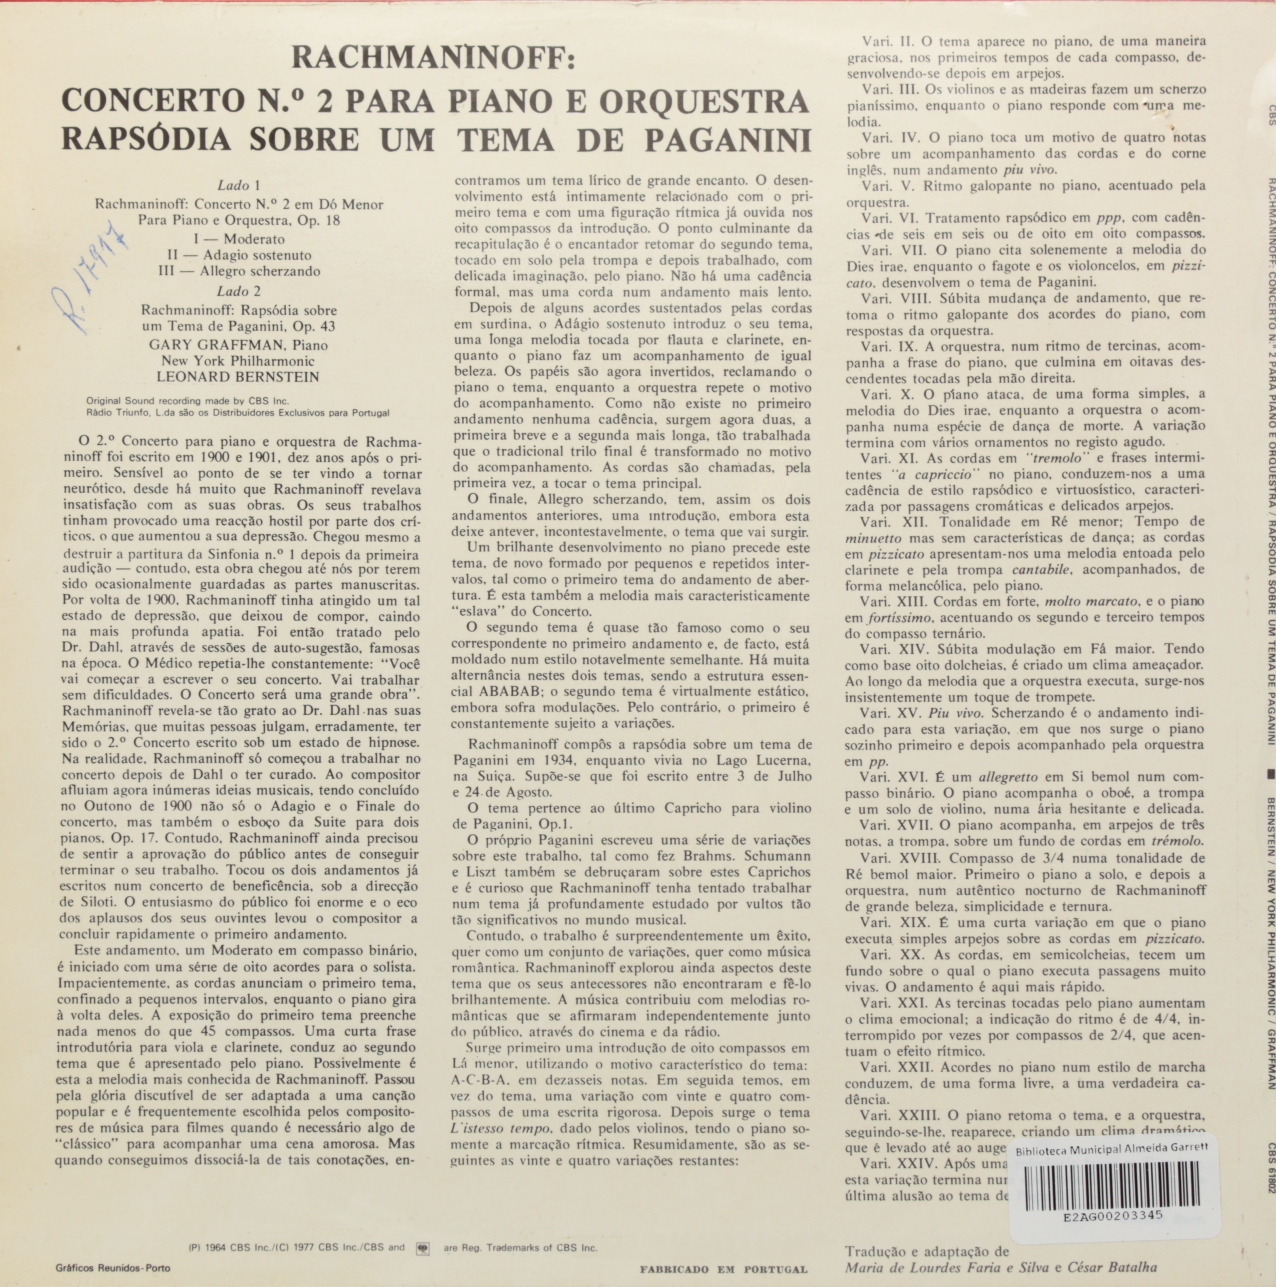 RACHMANINOFF:
CONCERTO N.º 2 PARA PIANO E ORQUESTRA
RAPSÓDIA SOBRE UM TEMA DE PAGANINI
Lado 1
Rachmaninoff: Concerto N.º 2 em Dó Menor
Para Piano e Orquestra, Op. 18
I — Moderato
II — Adagio sostenuto
III — Allegro scherzando
Lado 2
Rachmaninoff: Rapsódia sobre
um Tema de Paganini, Op. 43
GARY GRAFFMAN, Piano
New York Philharmonic
LEONARD BERNSTEIN
R. 17917
Original Sound recording made by CBS Inc.
Rádio Triunfo, L.da são os Distribuidores Exclusivos para Portugal
O 2.º Concerto para piano e orquestra de Rachma-
ninoff foi escrito em 1900 e 1901, dez anos após o pri-
meiro. Sensível ao ponto de se ter vindo a tornar
neurótico, desde há muito que Rachmaninoff revelava
insatisfação com as suas obras. Os seus trabalhos
tinham provocado uma reacção hostil por parte dos crí-
ticos, o que aumentou a sua depressão. Chegou mesmo a
destruir a partitura da Sinfonia n.º 1 depois da primeira
audição — contudo, esta obra chegou até nós por terem
sido ocasionalmente guardadas as partes manuscritas.
Por volta de 1900, Rachmaninoff tinha atingido um tal
estado de depressão, que deixou de compor, caindo
na mais profunda apatia. Foi então tratado pelo
Dr. Dahl, através de sessões de auto-sugestão, famosas
na época. O Médico repetia-lhe constantemente: “Você
vai começar a escrever o seu concerto. Vai trabalhar
sem dificuldades. O Concerto será uma grande obra”.
Rachmaninoff revela-se tão grato ao Dr. Dahl nas suas
Memórias, que muitas pessoas julgam, erradamente, ter
sido o 2.º Concerto escrito sob um estado de hipnose.
Na realidade, Rachmaninoff só começou a trabalhar no
concerto depois de Dahl o ter curado. Ao compositor
afluiam agora inúmeras ideias musicais, tendo concluído
no Outono de 1900 não só o Adagio e o Finale do
concerto, mas também o esboço da Suite para dois
pianos, Op. 17. Contudo, Rachmaninoff ainda precisou
de sentir a aprovação do público antes de conseguir
terminar o seu trabalho. Tocou os dois andamentos já
escritos num concerto de beneficência, sob a direcção
de Siloti. O entusiasmo do público foi enorme e o eco
dos aplausos dos seus ouvintes levou o compositor a
concluir rapidamente o primeiro andamento.
Este andamento, um Moderato em compasso binário,
é iniciado com uma série de oito acordes para o solista.
Impacientemente, as cordas anunciam o primeiro tema,
confinado a pequenos intervalos, enquanto o piano gira
à volta deles. A exposição do primeiro tema preenche
nada menos do que 45 compassos. Uma curta frase
introdutória para viola e clarinete, conduz ao segundo
tema que é apresentado pelo piano. Possivelmente é
esta a melodia mais conhecida de Rachmaninoff. Passou
pela glória discutível de ser adaptada a uma canção
popular e é frequentemente escolhida pelos composito-
res de música para filmes quando é necessário algo de
“clássico” para acompanhar uma cena amorosa. Mas
quando conseguimos dissociá-la de tais conotações, en-
contramos um tema lírico de grande encanto. O desen-
volvimento está intimamente relacionado com o pri-
meiro tema e com uma figuração rítmica já ouvida nos
oito compassos da introdução. O ponto culminante da
recapitulação é o encantador retomar do segundo tema,
tocado em solo pela trompa e depois trabalhado, com
delicada imaginação, pelo piano. Não há uma cadência
formal, mas uma corda num andamento mais lento.
Depois de alguns acordes sustentados pelas cordas
em surdina, o Adágio sostenuto introduz o seu tema,
uma longa melodia tocada por flauta e clarinete, en-
quanto o piano faz um acompanhamento de igual
beleza. Os papéis são agora invertidos, reclamando o
piano o tema, enquanto a orquestra repete o motivo
do acompanhamento. Como não existe no primeiro
andamento nenhuma cadência, surgem agora duas, a
primeira breve e a segunda mais longa, tão trabalhada
que o tradicional trilo final é transformado no motivo
do acompanhamento. As cordas são chamadas, pela
primeira vez, a tocar o tema principal.
O finale, Allegro scherzando, tem, assim os dois
andamentos anteriores, uma introdução, embora esta
deixe antever, incontestavelmente, o tema que vai surgir.
Um brilhante desenvolvimento no piano precede este
tema, de novo formado por pequenos e repetidos inter-
valos, tal como o primeiro tema do andamento de aber-
tura. É esta também a melodia mais caracteristicamente
“eslava” do Concerto.
O segundo tema é quase tão famoso como o seu
correspondente no primeiro andamento e, de facto, está
moldado num estilo notavelmente semelhante. Há muita
alternância nestes dois temas, sendo a estrutura essen-
cial ABABAB; o segundo tema é virtualmente estático,
embora sofra modulações. Pelo contrário, o primeiro é
constantemente sujeito a variações.
Rachmaninoff compôs a rapsódia sobre um tema de
Paganini em 1934, enquanto vivia no Lago Lucerna,
na Suiça. Supõe-se que foi escrito entre 3 de Julho
e 24 de Agosto.
O tema pertence ao último Capricho para violino
de Paganini, Op.1.
O próprio Paganini escreveu uma série de variações
sobre este trabalho, tal como fez Brahms. Schumann
e Liszt também se debruçaram sobre estes Caprichos
e é curioso que Rachmaninoff tenha tentado trabalhar
num tema já profundamente estudado por vultos tão
tão significativos no mundo musical.
Contudo, o trabalho é surpreendentemente um êxito,
quer como um conjunto de variações, quer como música
romântica. Rachmaninoff explorou ainda aspectos deste
tema que os seus antecessores não encontraram e fê-lo
brilhantemente. A música contribuiu com melodias ro-
mânticas que se afirmaram independentemente junto
do público, através do cinema e da rádio.
Surge primeiro uma introdução de oito compassos em
Lá menor, utilizando o motivo característico do tema:
A-C-B-A, em dezasseis notas. Em seguida temos, em
vez do tema, uma variação com vinte e quatro com-
passos de uma escrita rigorosa. Depois surge o tema
L'istesso tempo, dado pelos violinos, tendo o piano so-
mente a marcação rítmica. Resumidamente, são as se-
guintes as vinte e quatro variações restantes:
Vari. II. O tema aparece no piano, de uma maneira
graciosa, nos primeiros tempos de cada compasso, de-
senvolvendo-se depois em arpejos.
Vari. III. Os violinos e as madeiras fazem um scherzo
pianíssimo, enquanto o piano responde com uma me-
lodia.
Vari. IV. O piano toca um motivo de quatro notas
sobre um acompanhamento das cordas e do corne
inglês, num andamento piu vivo.
Vari. V. Ritmo galopante no piano, acentuado pela
orquestra.
Vari. VI. Tratamento rapsódico em ppp, com cadên-
cias de seis em seis ou de oito em oito compassos.
Vari. VII. O piano cita solenemente a melodia do
Dies irae, enquanto o fagote e os violoncelos, em pizzi-
cato, desenvolvem o tema de Paganini.
Vari. VIII. Súbita mudança de andamento, que re-
toma o ritmo galopante dos acordes do piano, com
respostas da orquestra.
Vari. IX. A orquestra, num ritmo de tercinas, acom-
panha a frase do piano, que culmina em oitavas des-
cendentes tocadas pela mão direita.
Vari. X. O piano ataca, de uma forma simples, a
melodia do Dies irae, enquanto a orquestra o acom-
panha numa espécie de dança de morte. A variação
termina com vários ornamentos no registo agudo.
Vari. XI. As cordas em “tremolo” e frases intermi-
tentes “a capriccio” no piano, conduzem-nos a uma
cadência de estilo rapsódico e virtuosístico, caracteri-
zada por passagens cromáticas e delicados arpejos.
Vari. XII. Tonalidade em Ré menor; Tempo de
minuetto mas sem características de dança; as cordas
em pizzicato apresentam-nos uma melodia entoada pelo
clarinete e pela trompa cantabile, acompanhados, de
forma melancólica, pelo piano.
Vari. XIII. Cordas em forte, molto marcato, e o piano
em fortíssimo, acentuando os segundo e terceiro tempos
do compasso ternário.
Vari. XIV. Súbita modulação em Fá maior. Tendo
como base oito dolcheias, é criado um clima ameaçador.
Ao longo da melodia que a orquestra executa, surge-nos
insistentemente um toque de trompete.
Vari. XV. Piu vivo. Scherzando é o andamento indi-
cado para esta variação, em que nos surge o piano
sozinho primeiro e depois acompanhado pela orquestra
em pp.
Vari. XVI. É um allegretto em Si bemol num com-
passo binário. O piano acompanha o oboé, a trompa
e um solo de violino, numa ária hesitante e delicada.
Vari. XVII. O piano acompanha, em arpejos de três
notas, a trompa, sobre um fundo de cordas em trémolo.
Vari. XVIII. Compasso de 3/4 numa tonalidade de
Ré bemol maior. Primeiro o piano a solo, e depois a
orquestra, num autêntico nocturno de Rachmaninoff
de grande beleza, simplicidade e ternura.
Vari. XIX. É uma curta variação em que o piano
executa simples arpejos sobre as cordas em pizzicato.
Vari. XX. As cordas, em semicolcheias, tecem um
fundo sobre o qual o piano executa passagens muito
vivas. O andamento é aqui mais rápido.
Vari. XXI. As tercinas tocadas pelo piano aumentam
o clima emocional; a indicação do ritmo é de 4/4, in-
terrompido por vezes por compassos de 2/4, que acen-
tuam o efeito rítmico.
Vari. XXII. Acordes no piano num estilo de marcha
conduzem, de uma forma livre, a uma verdadeira ca-
dência.
Vari. XXIII. O piano retoma o tema, e a orquestra,
seguindo-se-lhe, reaparece, criando um clima dramático
que é levado até ao auge
Vari. XXIV. Após uma
esta variação termina
última alusão ao tema de
Biblioteca Municipal Almeida Garrett
E2AG00203345
Tradução e adaptação de
Maria de Lourdes Faria e Silva e César Batalha
(P) 1964 CBS Inc./(C) 1977 CBS Inc./CBS and are Reg. Trademarks of CBS Inc.
Gráficos Reunidos-Porto
FABRICADO EM PORTUGAL
CBS
RACHMANINOFF: CONCERTO N.º 2 PARA PIANO E ORQUESTRA / RAPSODIA SOBRE UM TEMA DE PAGANINI ■ BERNSTEIN / NEW YORK PHILHARMONIC / GRAFFMAN
CBS 61802